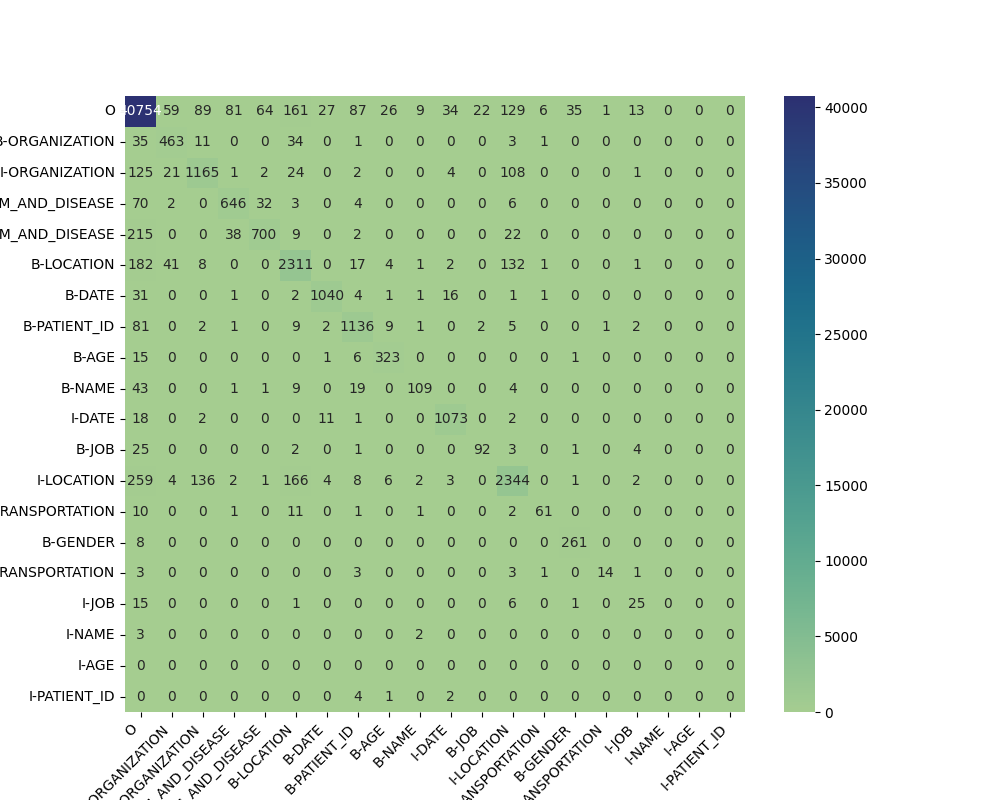 O 40754 59 89 81 64 161 27 87 26 9 34 22 129 6 35 1 13 0 0 0
B-ORGANIZATION 35 463 11 0 0 34 0 1 0 0 0 0 3 1 0 0 0 0 0 0
I-ORGANIZATION 125 21 1165 1 2 24 0 2 0 0 4 0 108 0 0 0 1 0 0 0
M_AND_DISEASE 70 2 0 646 32 3 0 4 0 0 0 0 6 0 0 0 0 0 0 0
M_AND_DISEASE 215 0 0 38 700 9 0 2 0 0 0 0 22 0 0 0 0 0 0 0
B-LOCATION 182 41 8 0 0 2311 0 17 4 1 2 0 132 1 0 0 1 0 0 0
B-DATE 31 0 0 1 0 2 1040 4 1 1 16 0 1 1 0 0 0 0 0 0
B-PATIENT_ID 81 0 2 1 0 9 2 1136 9 1 0 2 5 0 0 1 2 0 0 0
B-AGE 15 0 0 0 0 0 1 6 323 0 0 0 0 0 1 0 0 0 0 0
B-NAME 43 0 0 1 1 9 0 19 0 109 0 0 4 0 0 0 0 0 0 0
I-DATE 18 0 2 0 0 0 11 1 0 0 1073 0 2 0 0 0 0 0 0 0
B-JOB 25 0 0 0 0 2 0 1 0 0 0 92 3 0 1 0 4 0 0 0
I-LOCATION 259 4 136 2 1 166 4 8 6 2 3 0 2344 0 1 0 2 0 0 0
RANSPORTATION 10 0 0 1 0 11 0 1 0 1 0 0 2 61 0 0 0 0 0 0
B-GENDER 8 0 0 0 0 0 0 0 0 0 0 0 0 0 261 0 0 0 0 0
RANSPORTATION 3 0 0 0 0 0 0 3 0 0 0 0 3 1 0 14 1 0 0 0
I-JOB 15 0 0 0 0 1 0 0 0 0 0 0 6 0 1 0 25 0 0 0
I-NAME 3 0 0 0 0 0 0 0 0 2 0 0 0 0 0 0 0 0 0 0
I-AGE 0 0 0 0 0 0 0 0 0 0 0 0 0 0 0 0 0 0 0 0
I-PATIENT_ID 0 0 0 0 0 0 0 4 1 0 2 0 0 0 0 0 0 0 0 0
O
ORGANIZATION
ORGANIZATION
_AND_DISEASE
_AND_DISEASE
B-LOCATION
B-DATE
B-PATIENT_ID
B-AGE
B-NAME
I-DATE
B-JOB
I-LOCATION
ANSPORTATION
B-GENDER
ANSPORTATION
I-JOB
I-NAME
I-AGE
I-PATIENT_ID
40000
35000
30000
25000
20000
15000
10000
5000
0